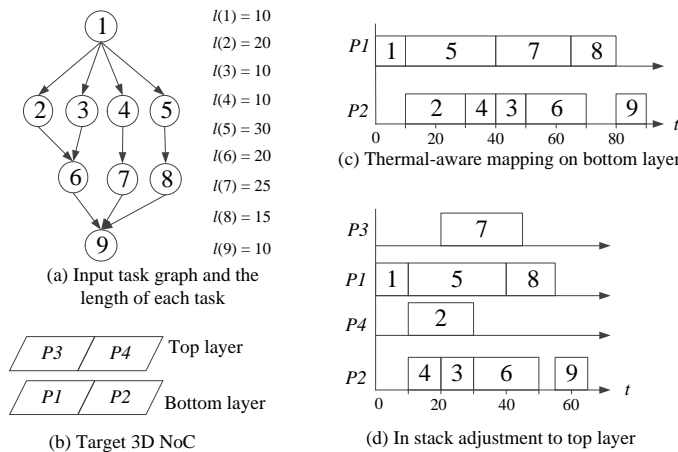 1
2 3 4 5
6 7 8
9
l(1) = 10
l(2) = 20
l(3) = 10
l(4) = 10
l(5) = 30
l(6) = 20
l(7) = 25
l(8) = 15
l(9) = 10
(a) Input task graph and the
length of each task
P3 P4 Top layer
P1 P2 Bottom layer
(b) Target 3D NoC
P1 1 5 7 8
P2 2 4 3 6 9
0 20 40 60 80 t
(c) Thermal-aware mapping on bottom layer
P3 7
P1 1 5 8
P4 2
P2 4 3 6 9
0 20 40 60 t
(d) In stack adjustment to top layer